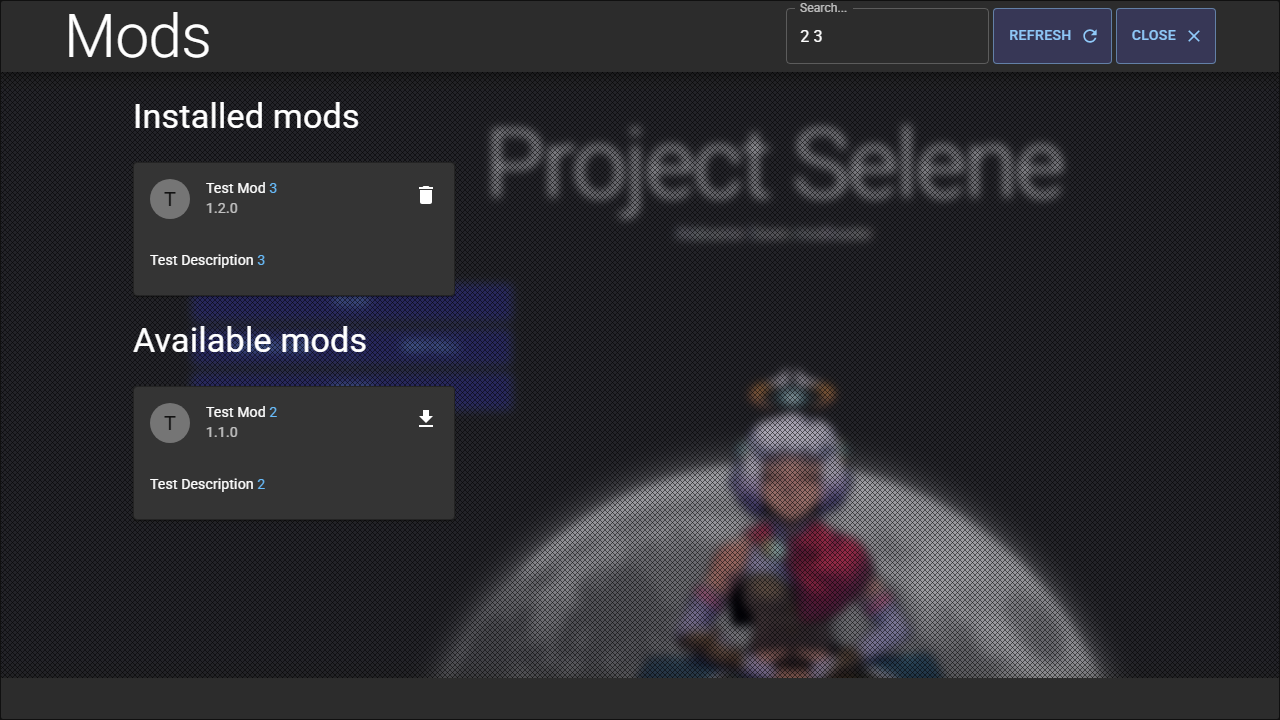 Mods
Search...
2 3
REFRESH
CLOSE
Installed mods
Project Selene
T
Test Mod 3
1.2.0
Test Description 3
Available mods
T
Test Mod 2
1.1.0
Test Description 2